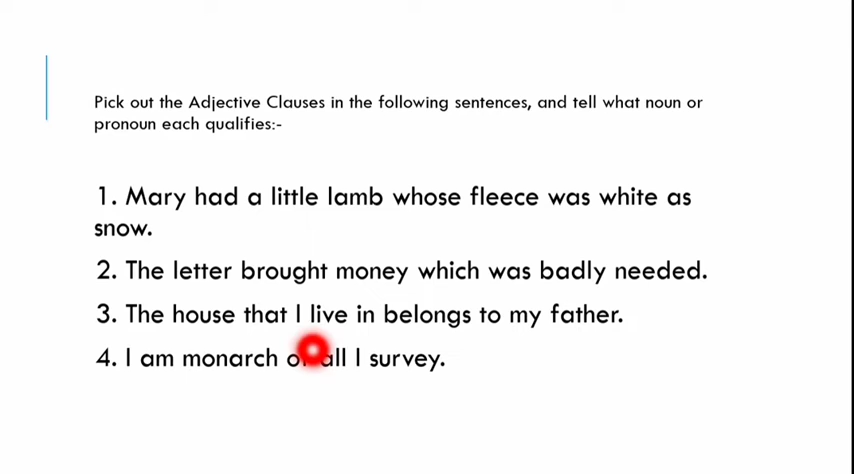 Pick out the Adjective Clauses in the following sentences, and tell what noun or
pronoun each qualifies:-
1. Mary had a little lamb whose fleece was white as
snow.
2. The letter brought money which was badly needed.
3. The house that I live in belongs to my father.
4. I am monarch of all I survey.